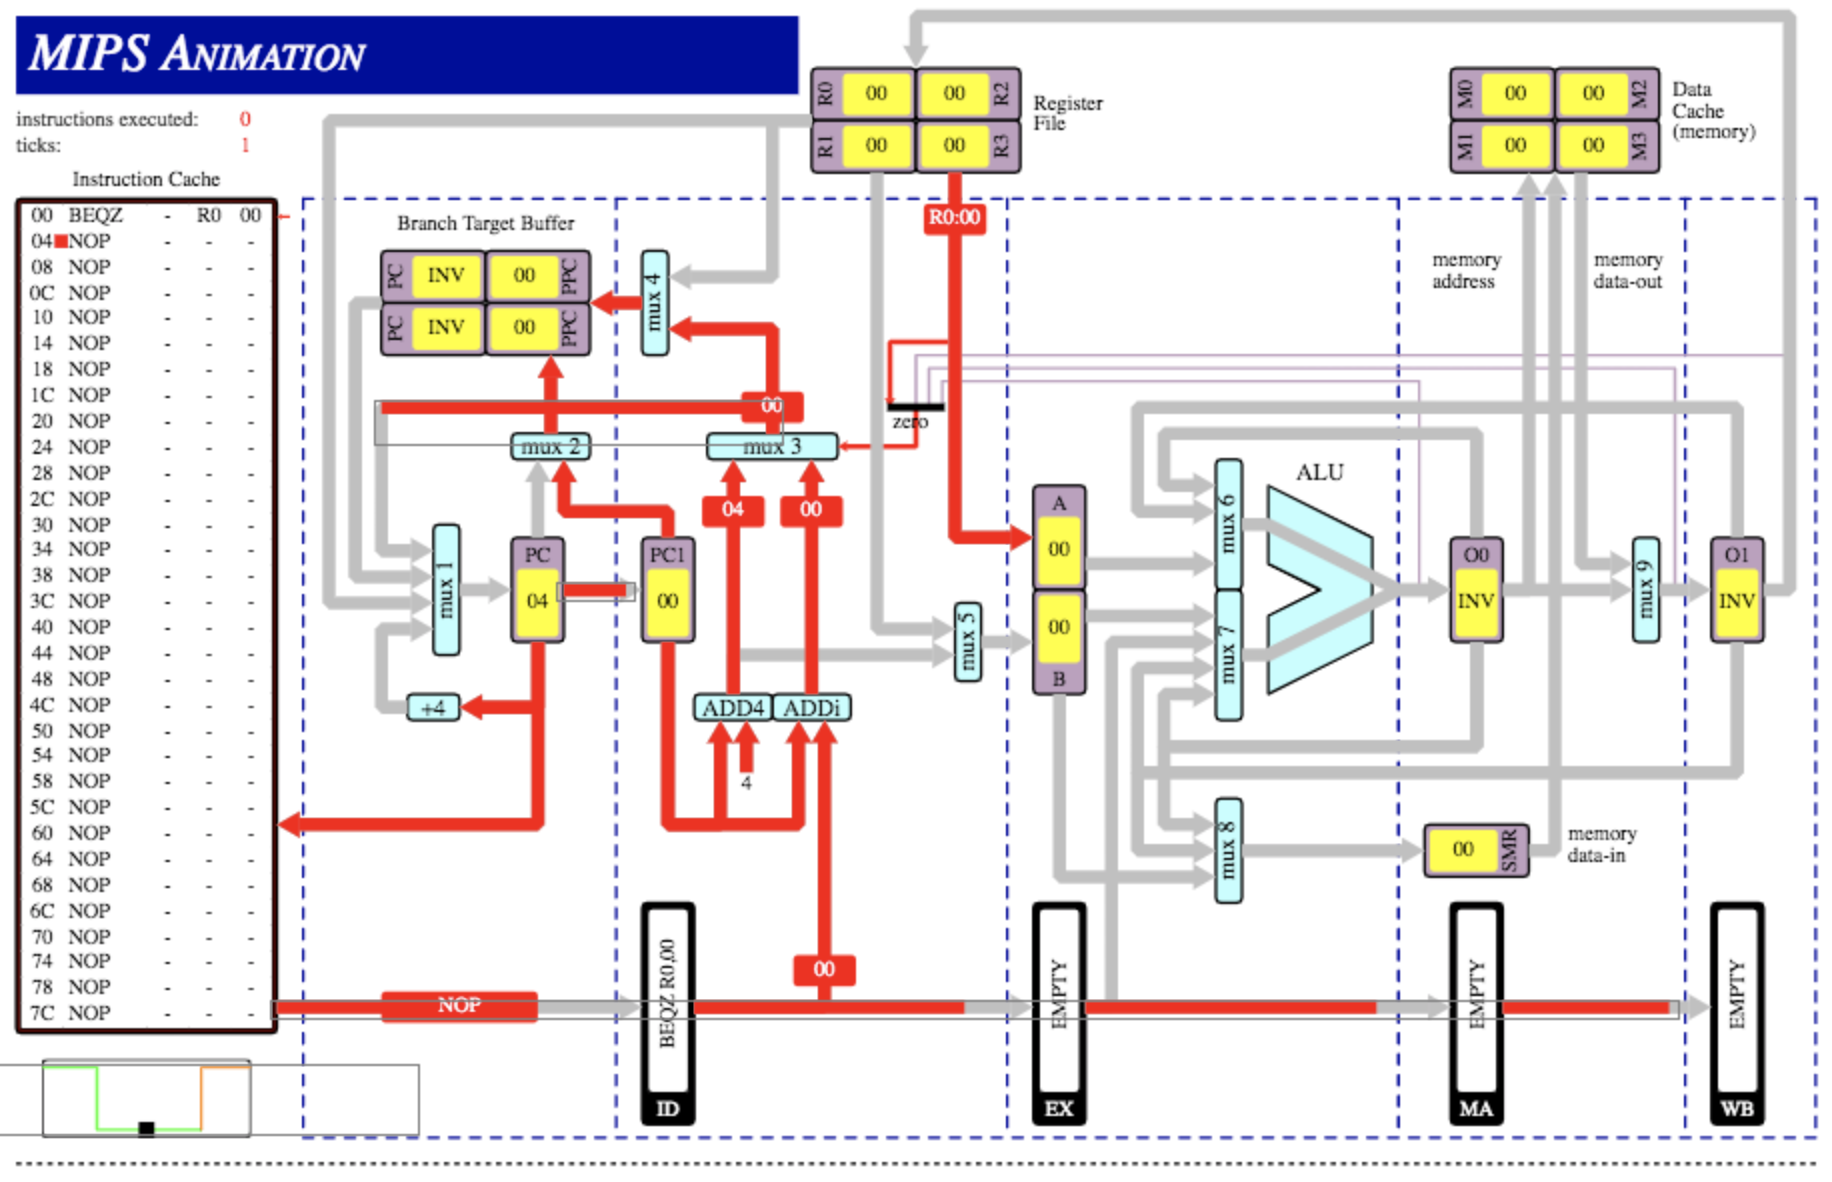 MIPS ANIMATION
instructions executed: 0
ticks: 1
Instruction Cache
00 BEQZ - R0 00
04 NOP - - -
08 NOP - - -
0C NOP - - -
10 NOP - - -
14 NOP - - -
18 NOP - - -
1C NOP - - -
20 NOP - - -
24 NOP - - -
28 NOP - - -
2C NOP - - -
30 NOP - - -
34 NOP - - -
38 NOP - - -
3C NOP - - -
40 NOP - - -
44 NOP - - -
48 NOP - - -
4C NOP - - -
50 NOP - - -
54 NOP - - -
58 NOP - - -
5C NOP - - -
60 NOP - - -
64 NOP - - -
68 NOP - - -
6C NOP - - -
70 NOP - - -
74 NOP - - -
78 NOP - - -
7C NOP - - -
R0 00 00 R2
R1 00 00 R3
Register
File
M0 00 00 M2
M1 00 00 M3
Data
Cache
(memory)
R0:00
Branch Target Buffer
PC INV 00 PPC
PC INV 00 PPC
mux 4
memory
address
memory
data-out
00
zero
mux 2
mux 3
04
00
mux 1
PC
04
PC1
00
+4
ADD4
ADDi
4
mux 5
A
00
00
B
mux 6
mux 7
ALU
O0
INV
mux 9
O1
INV
mux 8
00 SMR
memory
data-in
00
NOP
BEQZ R0,00
ID
EMPTY
EX
EMPTY
MA
EMPTY
WB